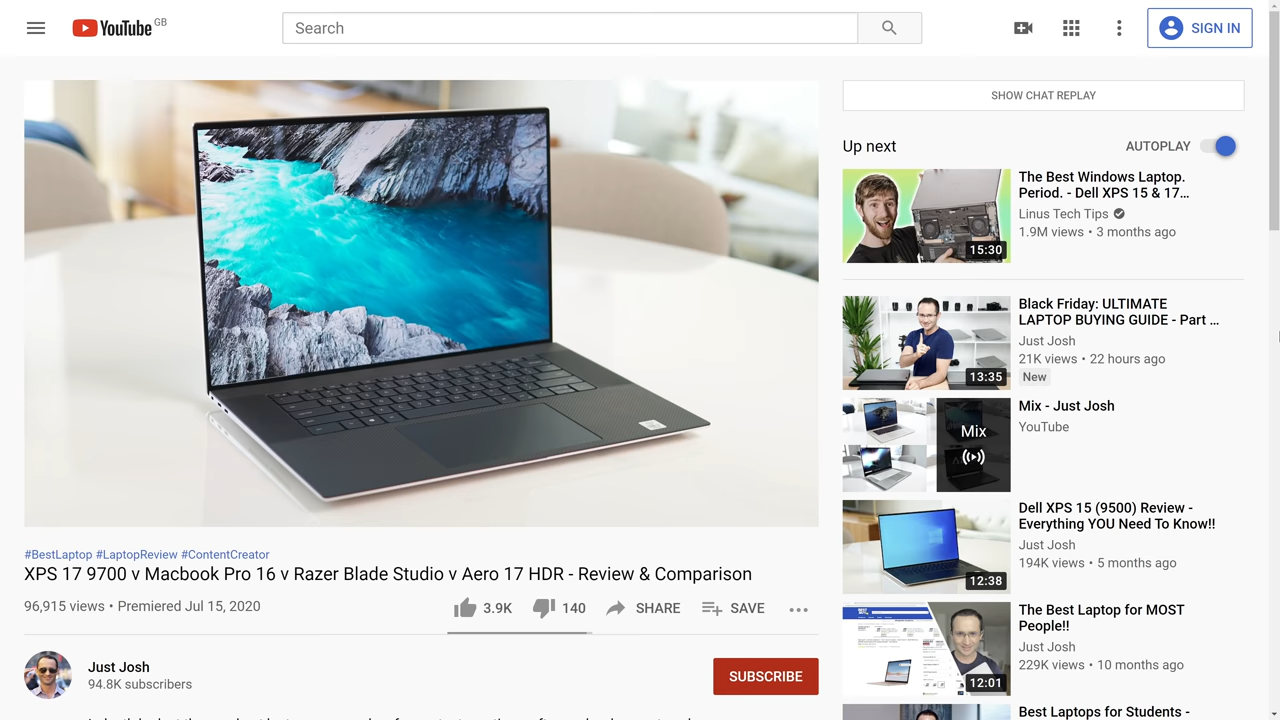 YouTube GB
Search
SIGN IN
SHOW CHAT REPLAY
Up next
AUTOPLAY
The Best Windows Laptop.
Period. - Dell XPS 15 & 17...
Linus Tech Tips
1.9M views • 3 months ago
15:30
Black Friday: ULTIMATE
LAPTOP BUYING GUIDE - Part ...
Just Josh
21K views • 22 hours ago
New
13:35
Mix - Just Josh
YouTube
Mix
Dell XPS 15 (9500) Review -
Everything YOU Need To Know!!
Just Josh
194K views • 5 months ago
12:38
The Best Laptop for MOST
People!!
Just Josh
229K views • 10 months ago
12:01
Best Laptops for Students -
#BestLaptop #LaptopReview #ContentCreator
XPS 17 9700 v Macbook Pro 16 v Razer Blade Studio v Aero 17 HDR - Review & Comparison
96,915 views • Premiered Jul 15, 2020
3.9K
140
SHARE
SAVE
Just Josh
94.8K subscribers
SUBSCRIBE